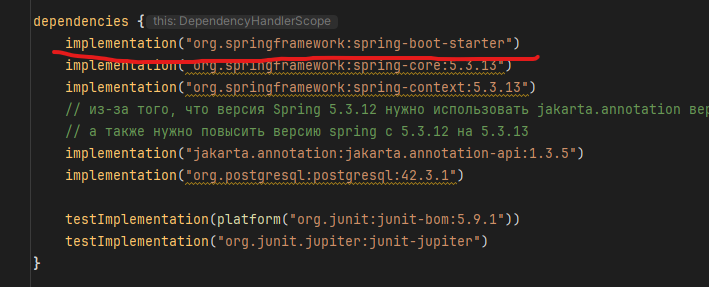 dependencies { this: DependencyHandlerScope
implementation("org.springframework:spring-boot-starter")
implementation("org.springframework:spring-core:5.3.13")
implementation("org.springframework:spring-context:5.3.13")
// из-за того, что версия Spring 5.3.12 нужно использовать jakarta.annotation вер
// а также нужно повысить версию spring с 5.3.12 на 5.3.13
implementation("jakarta.annotation:jakarta.annotation-api:1.3.5")
implementation("org.postgresql:postgresql:42.3.1")
testImplementation(platform("org.junit:junit-bom:5.9.1"))
testImplementation("org.junit.jupiter:junit-jupiter")
}